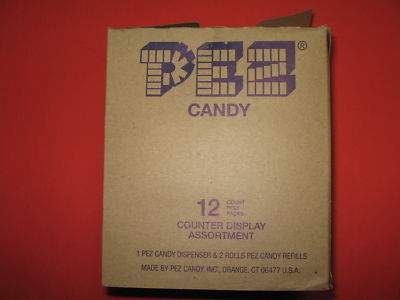 PEZ®
CANDY
12 COUNT
POLY
PACKS
COUNTER DISPLAY
ASSORTMENT
1 PEZ CANDY DISPENSER & 2 ROLLS PEZ CANDY REFILLS
MADE BY PEZ CANDY, INC., ORANGE, CT 06477 U.S.A.